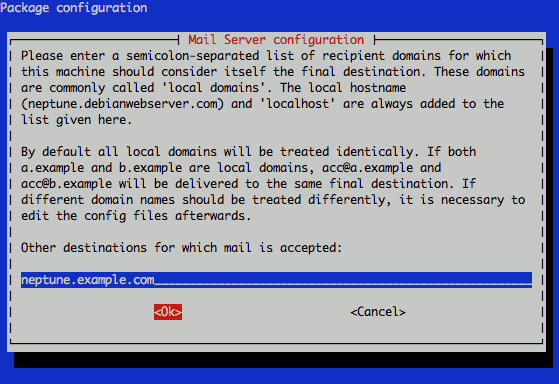 Package configuration
Mail Server configuration
Please enter a semicolon-separated list of recipient domains for which
this machine should consider itself the final destination. These domains
are commonly called 'local domains'. The local hostname
(neptune.debianwebserver.com) and 'localhost' are always added to the
list given here.
By default all local domains will be treated identically. If both
a.example and b.example are local domains, acc@a.example and
acc@b.example will be delivered to the same final destination. If
different domain names should be treated differently, it is necessary to
edit the config files afterwards.
Other destinations for which mail is accepted:
neptune.example.com
<Ok> <Cancel>